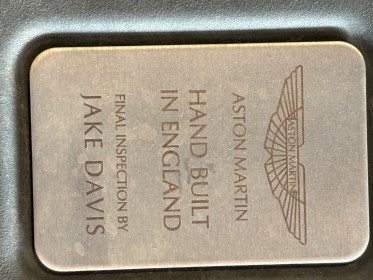 ASTON MARTIN
ASTON MARTIN
HAND BUILT
IN ENGLAND
FINAL INSPECTION BY
JAKE DAVIS